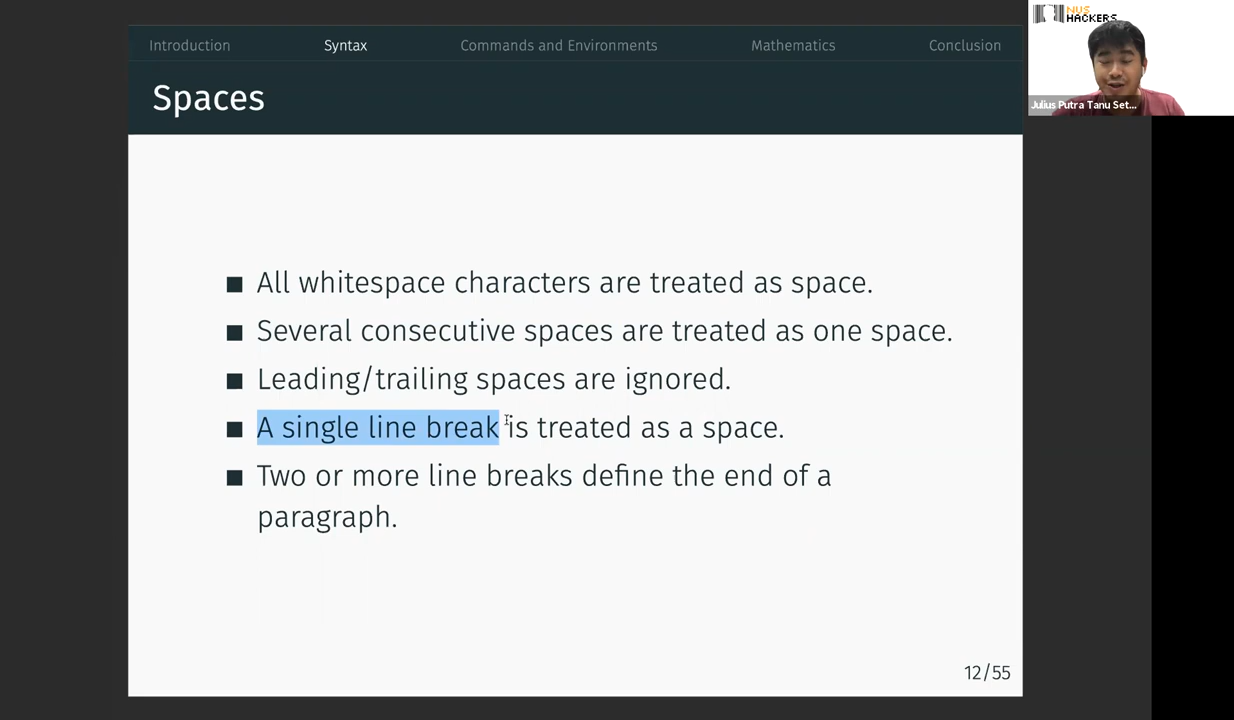 Introduction Syntax Commands and Environments Mathematics Conclusion
Spaces
All whitespace characters are treated as space.
Several consecutive spaces are treated as one space.
Leading/trailing spaces are ignored.
A single line break is treated as a space.
Two or more line breaks define the end of a
paragraph.
12/55
NUS
HACKERS
Julius Putra Tanu Set...